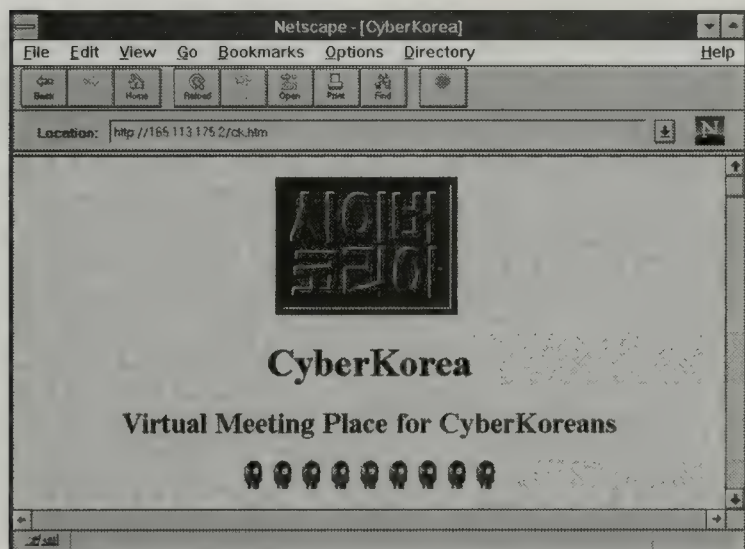 Netscape - [CyberKorea]
File Edit View Go Bookmarks Options Directory Help
Back Home Reload Open Print Find
Location: http://165.113.175.2/ck.htm
N
사이버
코리아
CyberKorea
Virtual Meeting Place for CyberKoreans